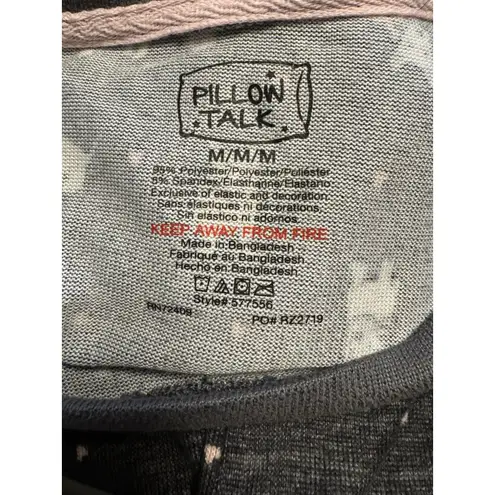 PILLOW
TALK
M/M/M
95% Polyester/Polyester/Poliéster
5% Spandex/Élasthanne/Elastano
Exclusive of elastic and decoration.
Sans élastiques ni décorations.
Sin elástico ni adornos.
KEEP AWAY FROM FIRE
Made in Bangladesh
Fabriqué au Bangladesh
Hecho en Bangladesh
Style# 577556
RN72408 PO# RZ2719